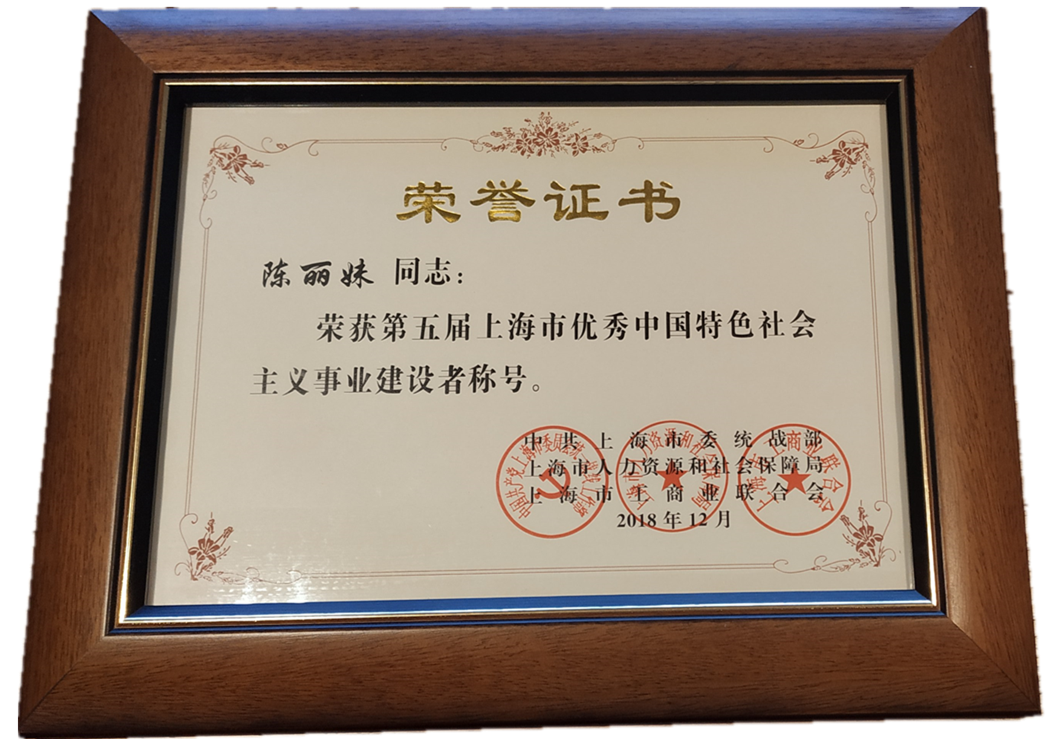 荣誉证书
陈丽妹 同志：
荣获第五届上海市优秀中国特色社会
主义事业建设者称号。
中共上海市委统战部
上海市人力资源和社会保障局
上海市工商业联合会
2018年12月